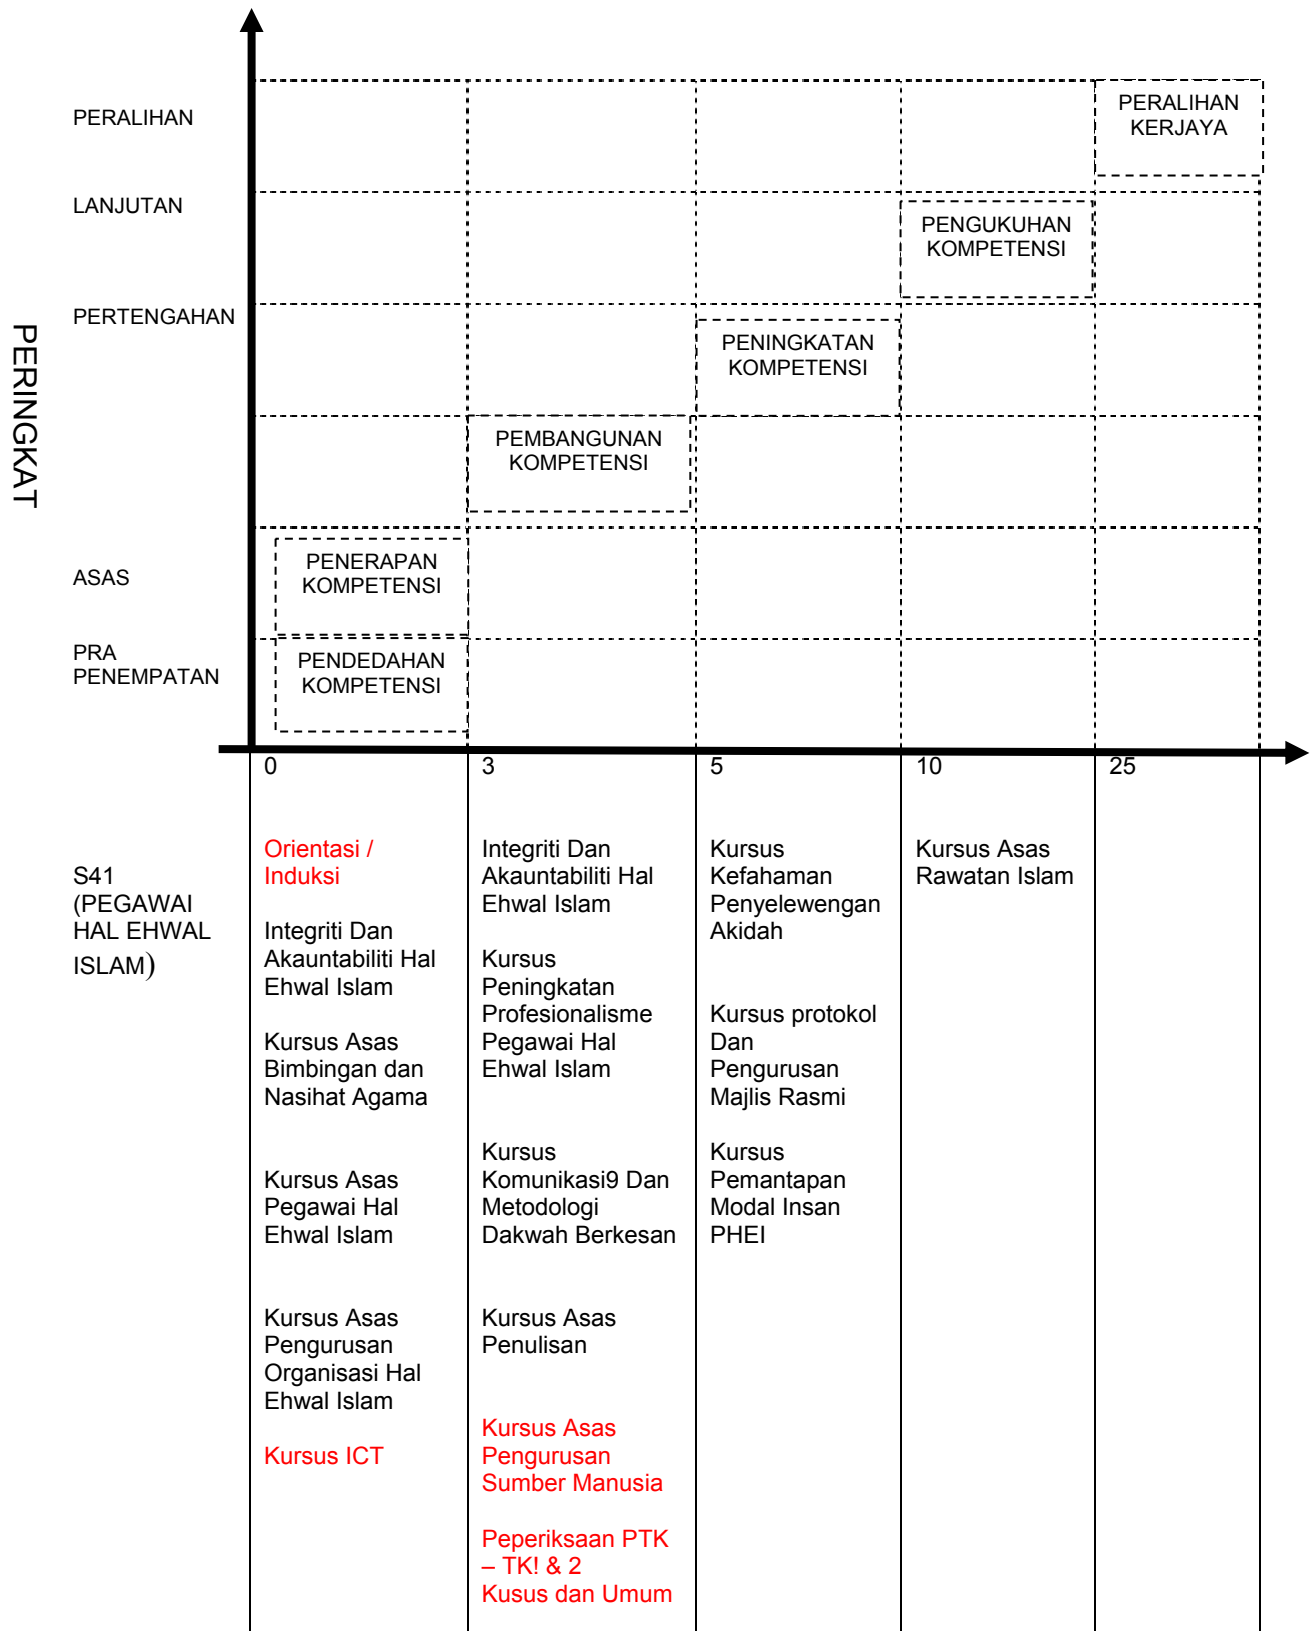 PERINGKAT
PERALIHAN
LANJUTAN
PERTENGAHAN
ASAS
PRA
PENEMPATAN
PERALIHAN
KERJAYA
PENGUKUHAN
KOMPETENSI
PENINGKATAN
KOMPETENSI
PEMBANGUNAN
KOMPETENSI
PENERAPAN
KOMPETENSI
PENDEDAHAN
KOMPETENSI
0
3
5
10
25
S41
(PEGAWAI
HAL EHWAL
ISLAM)
Orientasi /
Induksi
Integriti Dan
Akauntabiliti Hal
Ehwal Islam
Kursus Asas
Bimbingan dan
Nasihat Agama
Kursus Asas
Pegawai Hal
Ehwal Islam
Kursus Asas
Pengurusan
Organisasi Hal
Ehwal Islam
Kursus ICT
Integriti Dan
Akauntabiliti Hal
Ehwal Islam
Kursus
Peningkatan
Profesionalisme
Pegawai Hal
Ehwal Islam
Kursus
Komunikasi9 Dan
Metodologi
Dakwah Berkesan
Kursus Asas
Penulisan
Kursus Asas
Pengurusan
Sumber Manusia
Peperiksaan PTK
– TK! & 2
Kusus dan Umum
Kursus
Kefahaman
Penyelewengan
Akidah
Kursus protokol
Dan
Pengurusan
Majlis Rasmi
Kursus
Pemantapan
Modal Insan
PHEI
Kursus Asas
Rawatan Islam